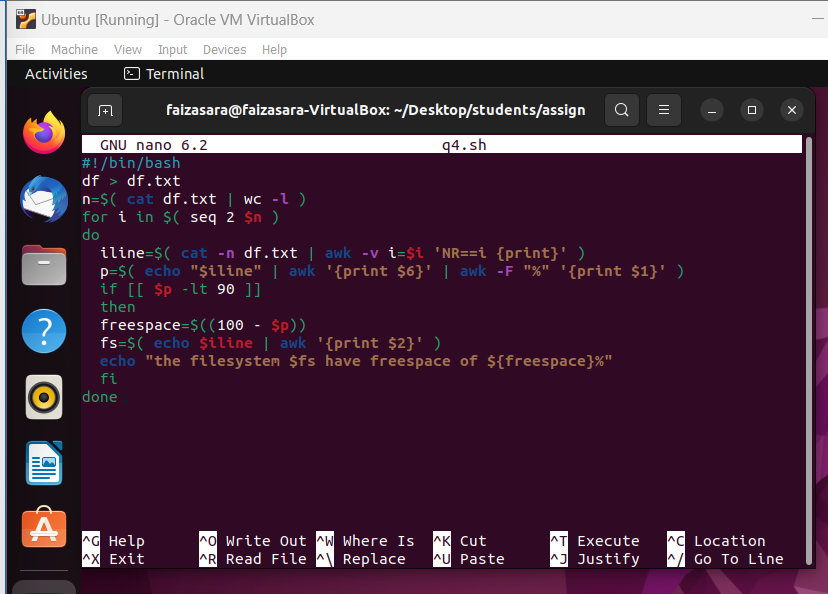 Ubuntu [Running] - Oracle VM VirtualBox
File Machine View Input Devices Help
Activities Terminal
faizasara@faizasara-VirtualBox: ~/Desktop/students/assign
GNU nano 6.2 q4.sh
#!/bin/bash
df > df.txt
n=$( cat df.txt | wc -l )
for i in $( seq 2 $n )
do
  iline=$( cat -n df.txt | awk -v i=$i 'NR==i {print}' )
  p=$( echo "$iline" | awk '{print $6}' | awk -F "%" '{print $1}' )
  if [[ $p -lt 90 ]]
  then
  freespace=$((100 - $p))
  fs=$( echo $iline | awk '{print $2}' )
  echo "the filesystem $fs have freespace of ${freespace}%"
  fi
done
^G Help ^O Write Out ^W Where Is ^K Cut ^T Execute ^C Location
^X Exit ^R Read File ^\ Replace ^U Paste ^J Justify ^/ Go To Line